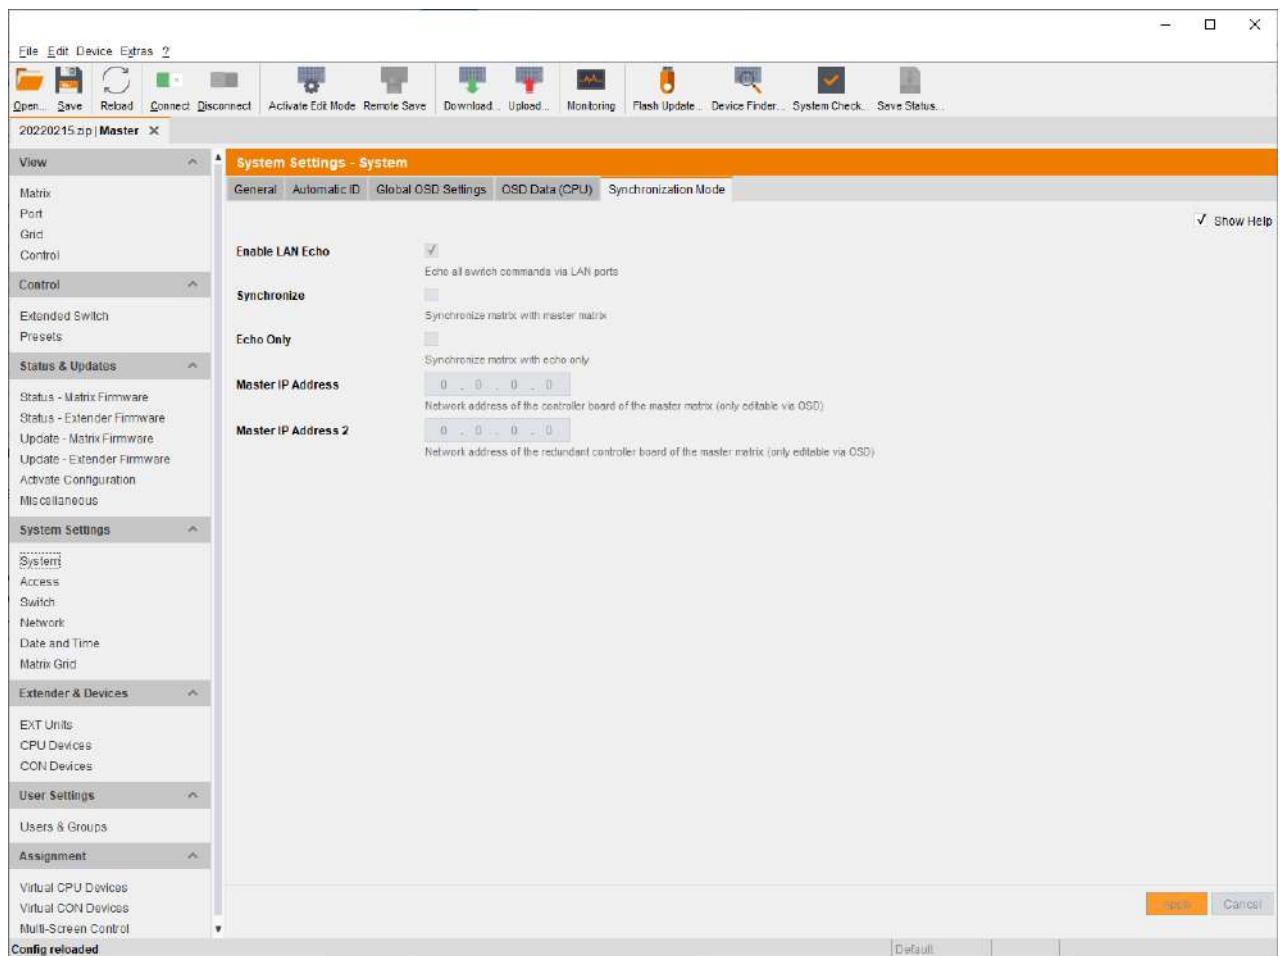 File Edit Device Extras ?
Open... Save Reload Connect Disconnect Activate Edit Mode Remote Save Download... Upload... Monitoring Flash Update... Device Finder... System Check... Save Status...
20220215.zip | Master ✕
View
Matrix
Port
Grid
Control
Control
Extended Switch
Presets
Status & Updates
Status - Matrix Firmware
Status - Extender Firmware
Update - Matrix Firmware
Update - Extender Firmware
Activate Configuration
Miscellaneous
System Settings
System
Access
Switch
Network
Date and Time
Matrix Grid
Extender & Devices
EXT Units
CPU Devices
CON Devices
User Settings
Users & Groups
Assignment
Virtual CPU Devices
Virtual CON Devices
Multi-Screen Control
System Settings - System
General Automatic ID Global OSD Settings OSD Data (CPU) Synchronization Mode
Show Help
Enable LAN Echo
Echo all switch commands via LAN ports
Synchronize
Synchronize matrix with master matrix
Echo Only
Synchronize matrix with echo only
Master IP Address 0 . 0 . 0 . 0
Network address of the controller board of the master matrix (only editable via OSD)
Master IP Address 2 0 . 0 . 0 . 0
Network address of the redundant controller board of the master matrix (only editable via OSD)
Apply Cancel
Config reloaded Default